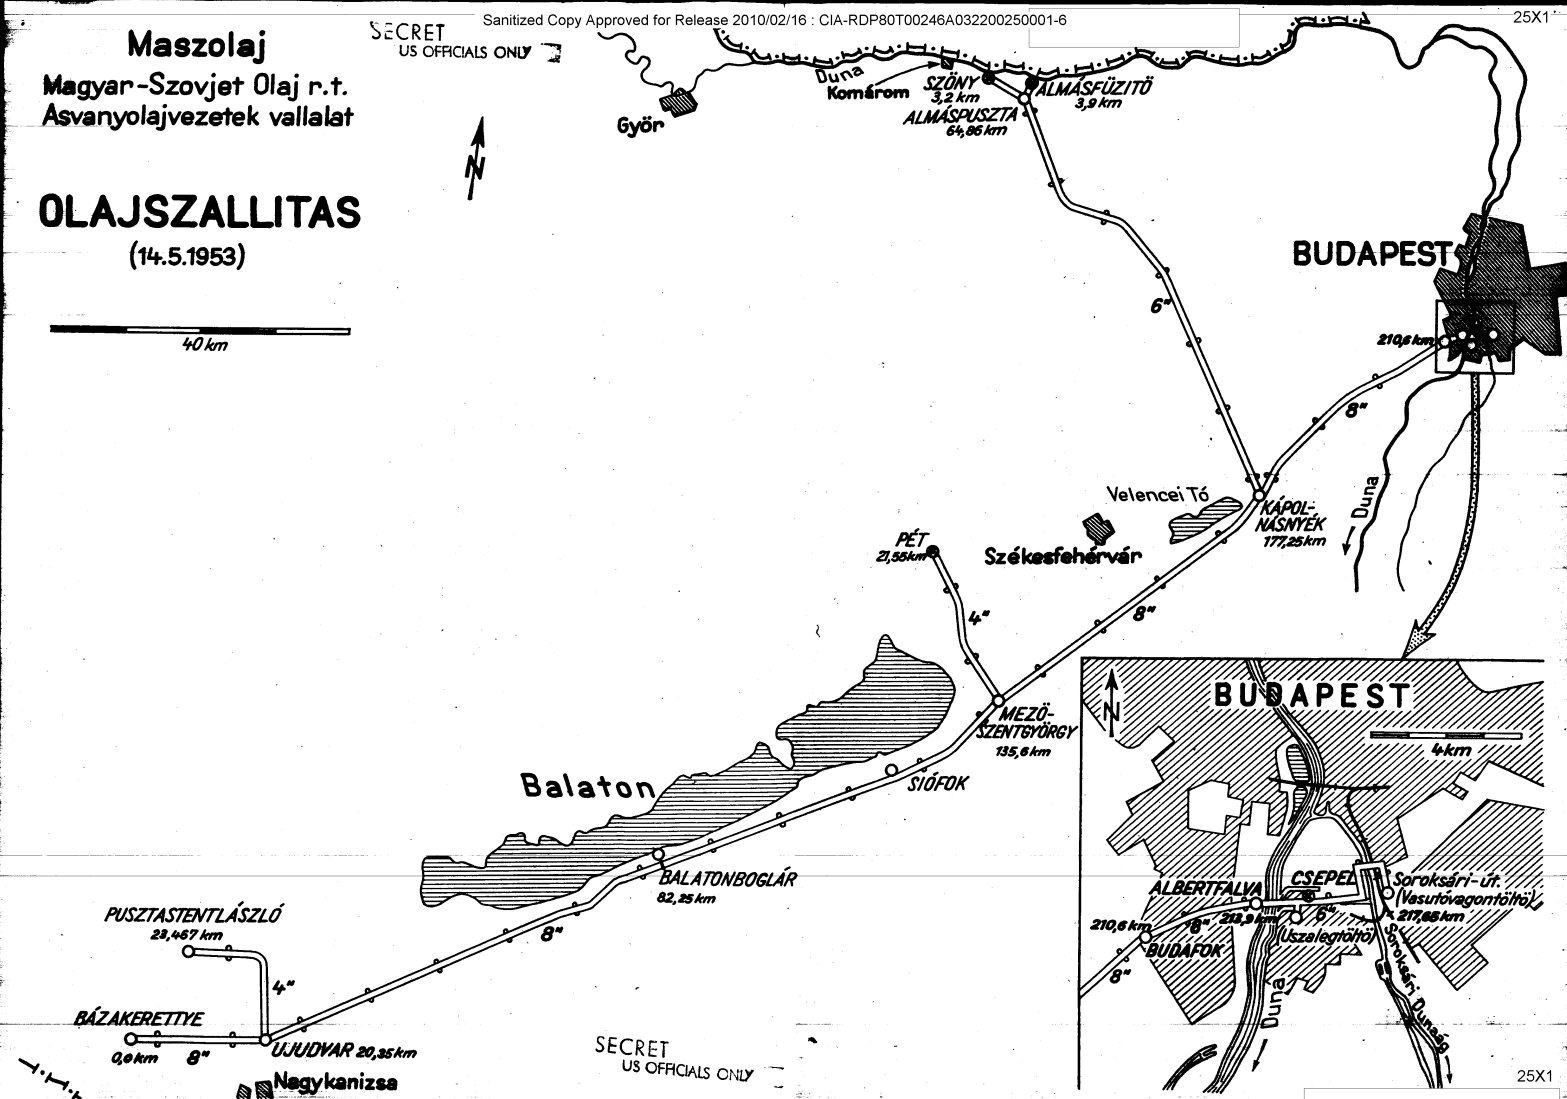 Sanitized Copy Approved for Release 2010/02/16 : CIA-RDP80T00246A032200250001-6
25X1
SECRET
US OFFICIALS ONLY
Maszolaj
Magyar-Szovjet Olaj r.t.
Asvanyolajvezetek vallalat
OLAJSZALLITAS
(14.5.1953)
40 km
N
Győr
Duna
Komárom
SZŐNY
3,2 km
ALMÁSFÜZITŐ
3,9 km
ALMÁSPUSZTA
64,86 km
6"
BUDAPEST
210,6 km
8"
Duna
Velencei Tó
KÁPOL-
NÁSNYÉK
177,25 km
Székesfehérvár
PÉT
21,55 km
4"
8"
MEZŐ-
SZENTGYÖRGY
135,6 km
SIÓFOK
Balaton
BALATONBOGLÁR
82,25 km
8"
PUSZTASTENTLÁSZLÓ
23,467 km
4"
BÁZAKERETTYE
0,0 km
8"
UJUDVAR 20,35 km
Nagykanizsa
SECRET
US OFFICIALS ONLY
BUDAPEST
N
4 km
ALBERTFALVA
CSEPEL
Soroksári-út.
(Vasutóvagontöltö)
217,65 km
213,9 km
6"
(Uszalegtöltö)
210,6 km
8"
BUDAFOK
8"
Duna
Soroksári Dunaág
25X1